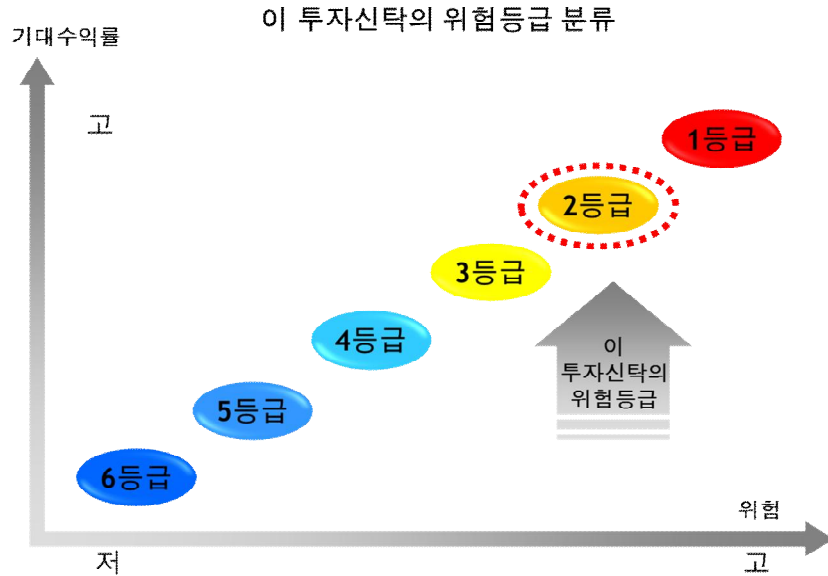 이 투자신탁의 위험등급 분류
기대수익률
고
1등급
2등급
3등급
4등급
5등급
6등급
이
투자신탁의
위험등급
위험
저
고